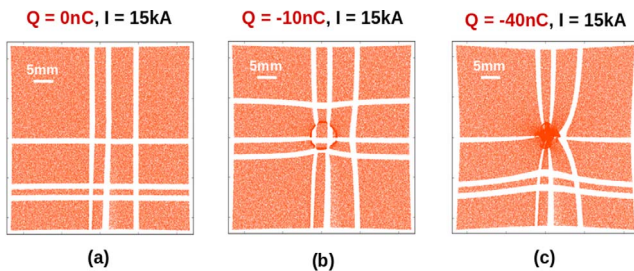 Q = 0nC, I = 15kA
Q = -10nC, I = 15kA
Q = -40nC, I = 15kA
5mm
5mm
5mm
(a)
(b)
(c)